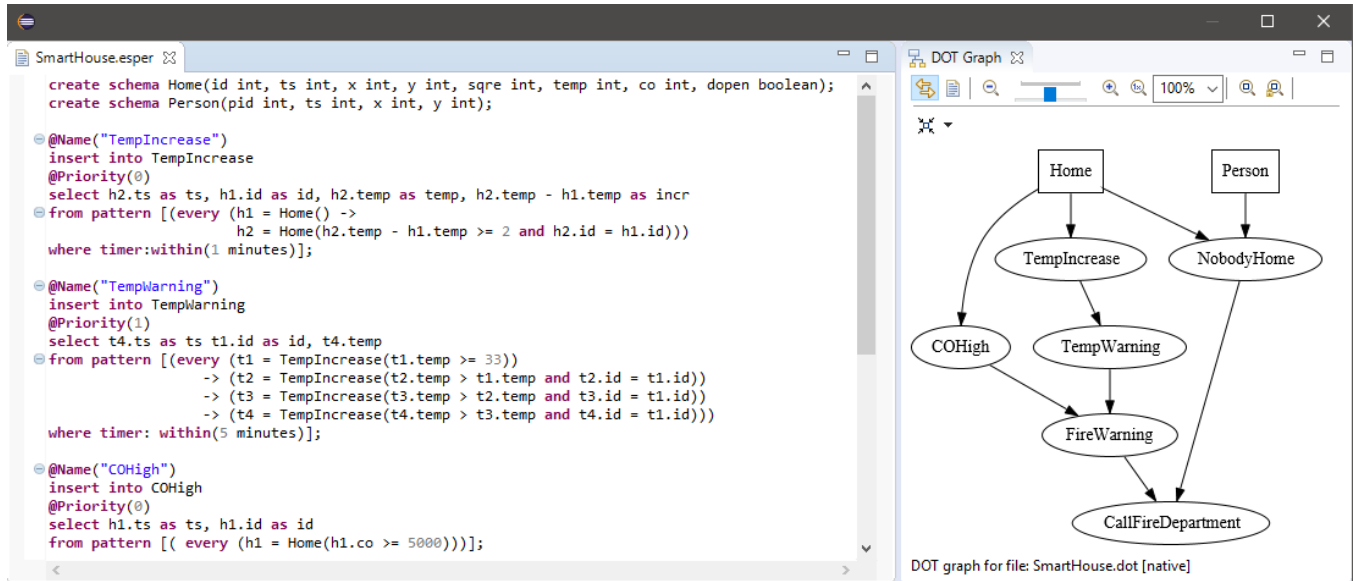 SmartHouse.esper
create schema Home(id int, ts int, x int, y int, sqre int, temp int, co int, dopen boolean);
create schema Person(pid int, ts int, x int, y int);
@Name("TempIncrease")
insert into TempIncrease
@Priority(0)
select h2.ts as ts, h1.id as id, h2.temp as temp, h2.temp - h1.temp as incr
from pattern [(every (h1 = Home() ->
h2 = Home(h2.temp - h1.temp >= 2 and h2.id = h1.id)))
where timer:within(1 minutes)];
@Name("TempWarning")
insert into TempWarning
@Priority(1)
select t4.ts as ts t1.id as id, t4.temp
from pattern [(every (t1 = TempIncrease(t1.temp >= 33))
-> (t2 = TempIncrease(t2.temp > t1.temp and t2.id = t1.id))
-> (t3 = TempIncrease(t3.temp > t2.temp and t3.id = t1.id))
-> (t4 = TempIncrease(t4.temp > t3.temp and t4.id = t1.id)))
where timer: within(5 minutes)];
@Name("COHigh")
insert into COHigh
@Priority(0)
select h1.ts as ts, h1.id as id
from pattern [( every (h1 = Home(h1.co >= 5000)))];
DOT Graph
100%
Home
Person
TempIncrease
NobodyHome
COHigh
TempWarning
FireWarning
CallFireDepartment
DOT graph for file: SmartHouse.dot [native]